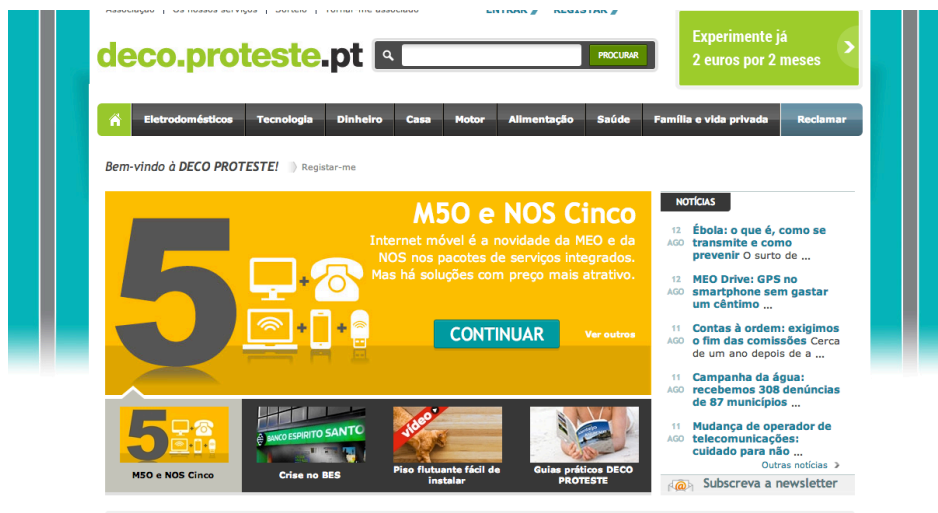 Associação | Os nossos serviços | Sorteio | Tornar-me associado
ENTRAR
REGISTAR
deco.proteste.pt
PROCURAR
Experimente já
2 euros por 2 meses
Eletrodomésticos
Tecnologia
Dinheiro
Casa
Motor
Alimentação
Saúde
Família e vida privada
Reclamar
Bem-vindo à DECO PROTESTE!
Registar-me
5
M5O e NOS Cinco
Internet móvel é a novidade da MEO e da
NOS nos pacotes de serviços integrados.
Mas há soluções com preço mais atrativo.
CONTINUAR
Ver outros
5
M5O e NOS Cinco
BANCO ESPIRITO SANTO
Crise no BES
vídeo
Piso flutuante fácil de
instalar
Guias práticos DECO
PROTESTE
NOTÍCIAS
12 AGO
Ébola: o que é, como se
transmite e como
prevenir O surto de ...
12 AGO
MEO Drive: GPS no
smartphone sem gastar
um cêntimo ...
11 AGO
Contas à ordem: exigimos
o fim das comissões Cerca
de um ano depois de a ...
11 AGO
Campanha da água:
recebemos 308 denúncias
de 87 municípios ...
11 AGO
Mudança de operador de
telecomunicações:
cuidado para não ...
Outras notícias
Subscreva a newsletter